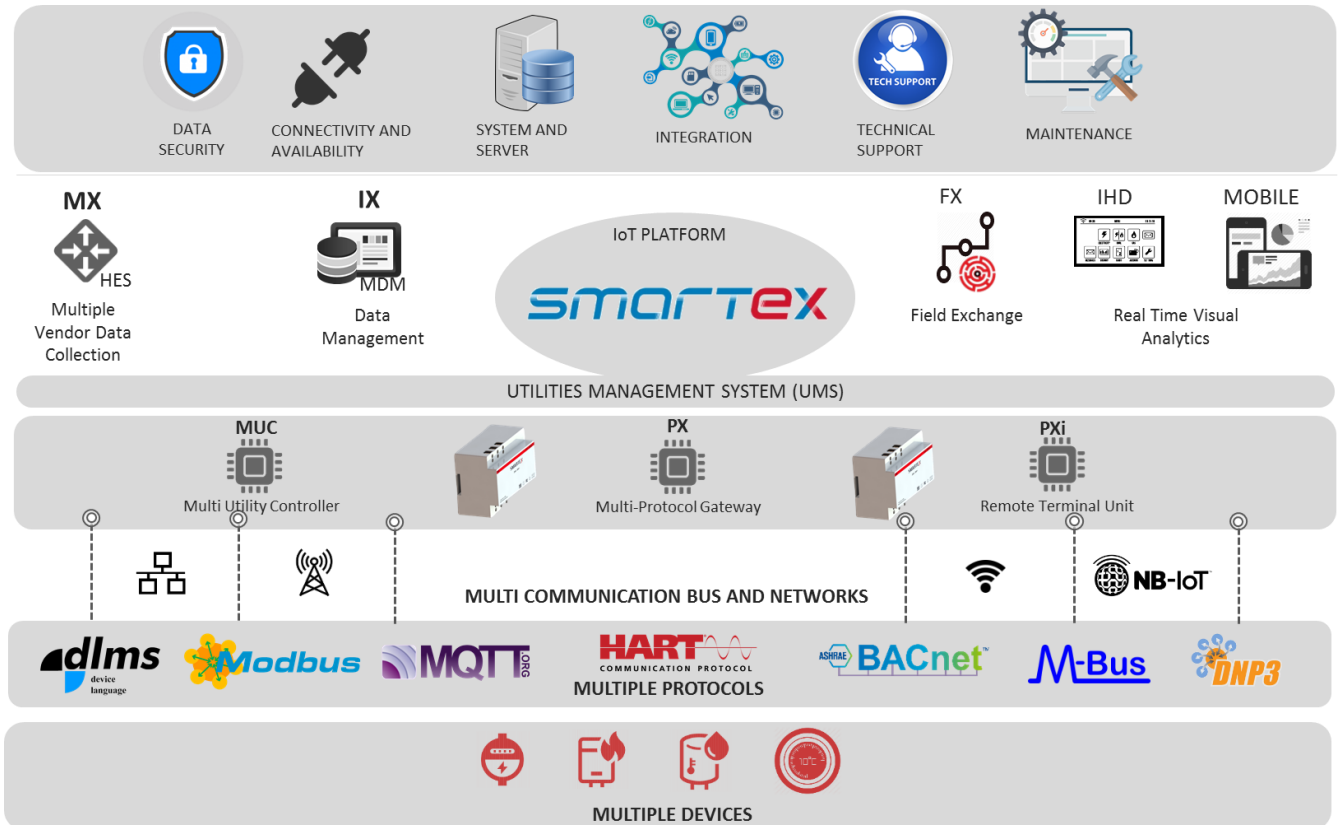 TECH SUPPORT
DATA
SECURITY
CONNECTIVITY AND
AVAILABILITY
SYSTEM AND
SERVER
INTEGRATION
TECHNICAL
SUPPORT
MAINTENANCE
MX
HES
Multiple
Vendor Data
Collection
IX
MDM
Data
Management
IoT PLATFORM
smartex
FX
Field Exchange
IHD
MOBILE
Real Time Visual
Analytics
UTILITIES MANAGEMENT SYSTEM (UMS)
MUC
Multi Utility Controller
PX
Multi-Protocol Gateway
PXi
Remote Terminal Unit
NB-IoT
MULTI COMMUNICATION BUS AND NETWORKS
dlms
device
language
Modbus
MQTT.ORG
HART
COMMUNICATION PROTOCOL
ASHRAE BACnet™
M-Bus
DNP3
MULTIPLE PROTOCOLS
10°C
MULTIPLE DEVICES